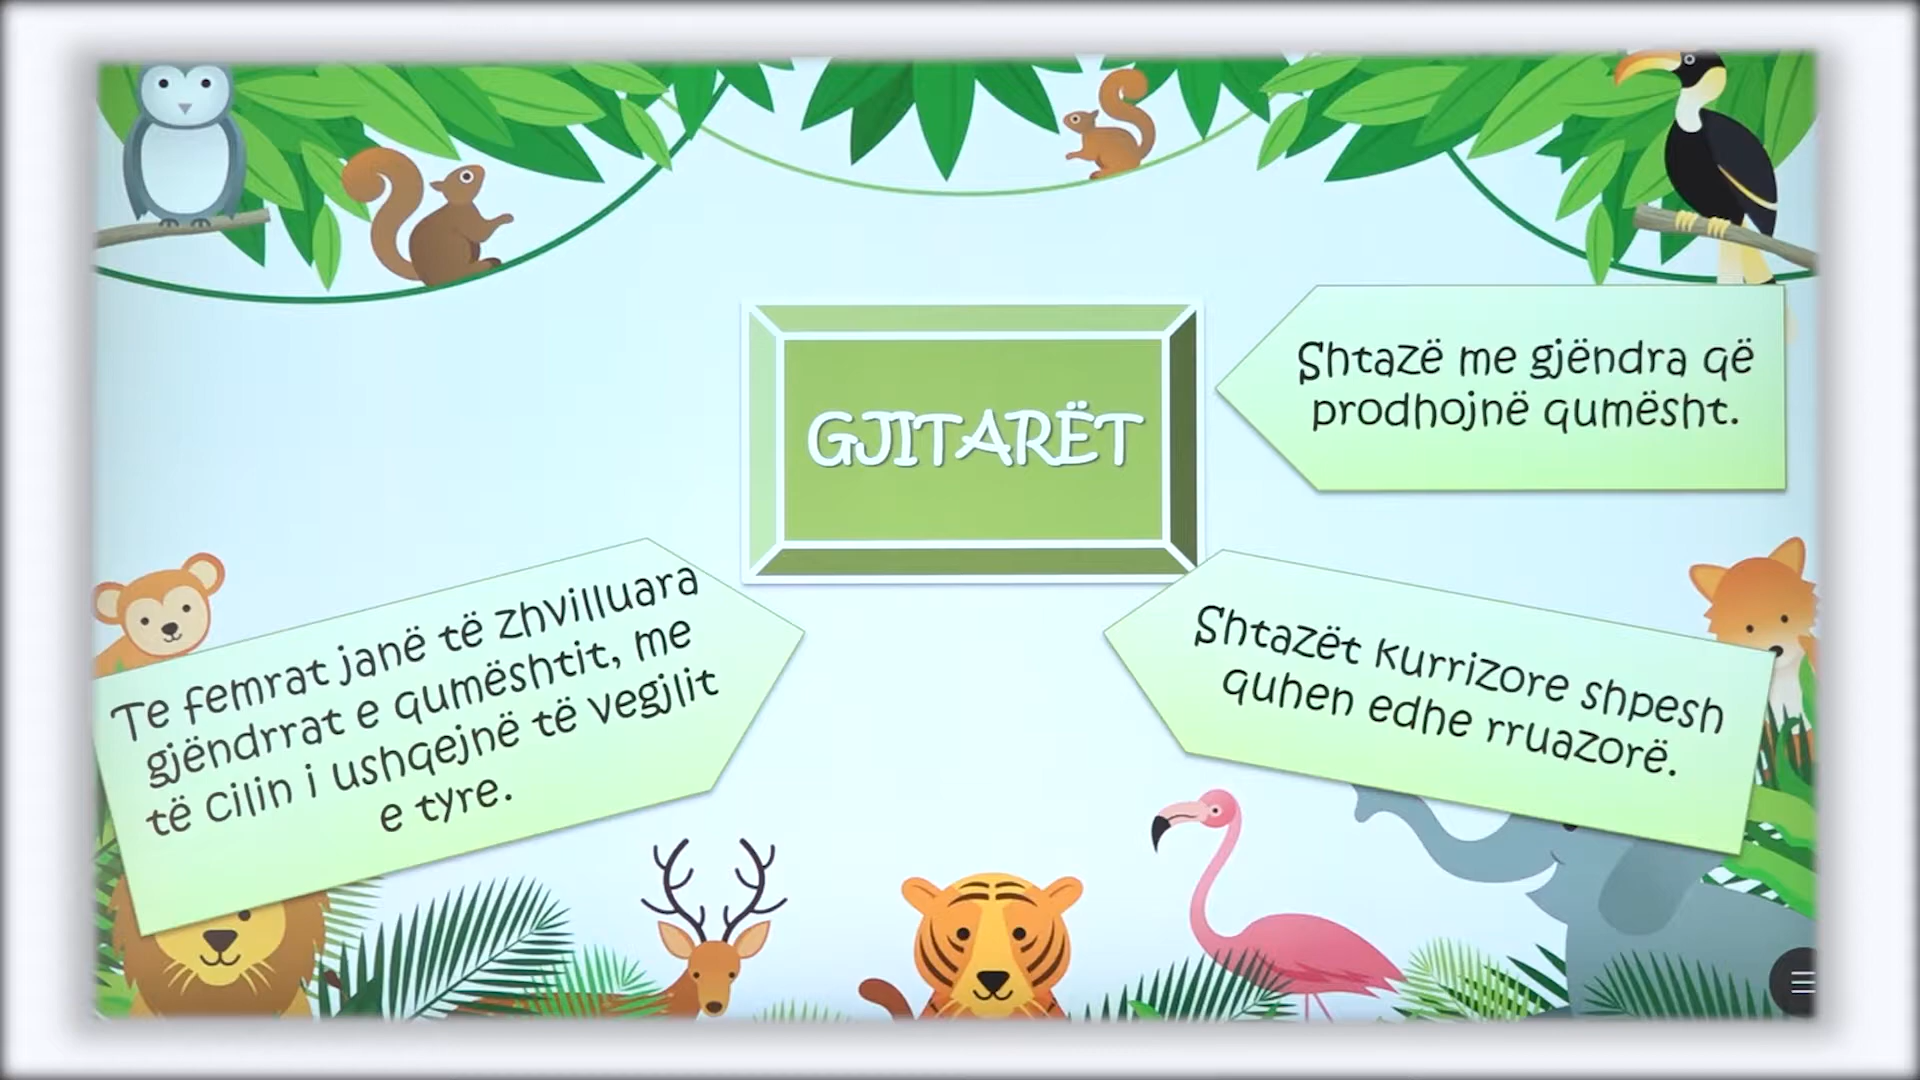 GJITARËT
Shtazë me gjëndra që
prodhojnë qumësht.
Te femrat janë të zhvilluara
gjëndrrat e qumështit, me
të cilin i ushqejnë të vegjlit
e tyre.
Shtazët kurrizore shpesh
quhen edhe rruazorë.